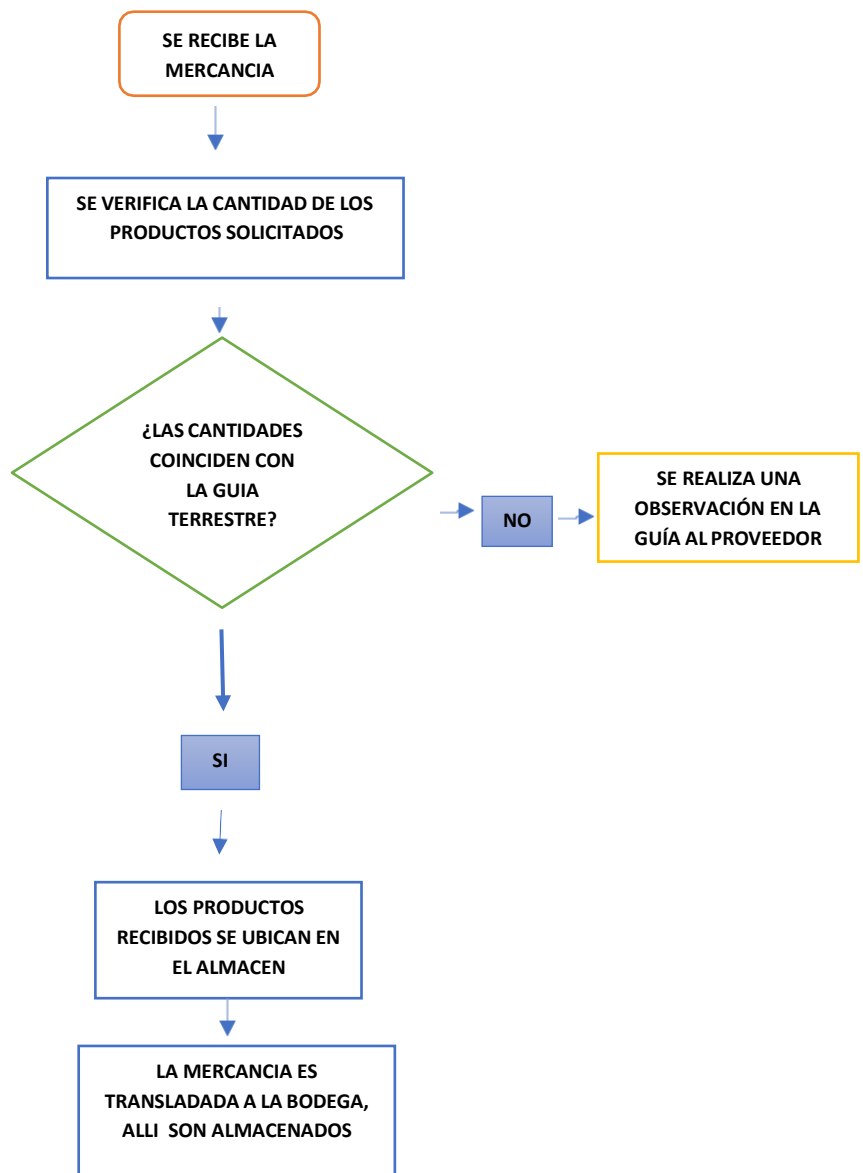 SE RECIBE LA
MERCANCIA
SE VERIFICA LA CANTIDAD DE LOS
PRODUCTOS SOLICITADOS
¿LAS CANTIDADES
COINCIDEN CON
LA GUIA
TERRESTRE?
NO
SE REALIZA UNA
OBSERVACIÓN EN LA
GUÍA AL PROVEEDOR
SI
LOS PRODUCTOS
RECIBIDOS SE UBICAN EN
EL ALMACEN
LA MERCANCIA ES
TRANSLADADA A LA BODEGA,
ALLI SON ALMACENADOS